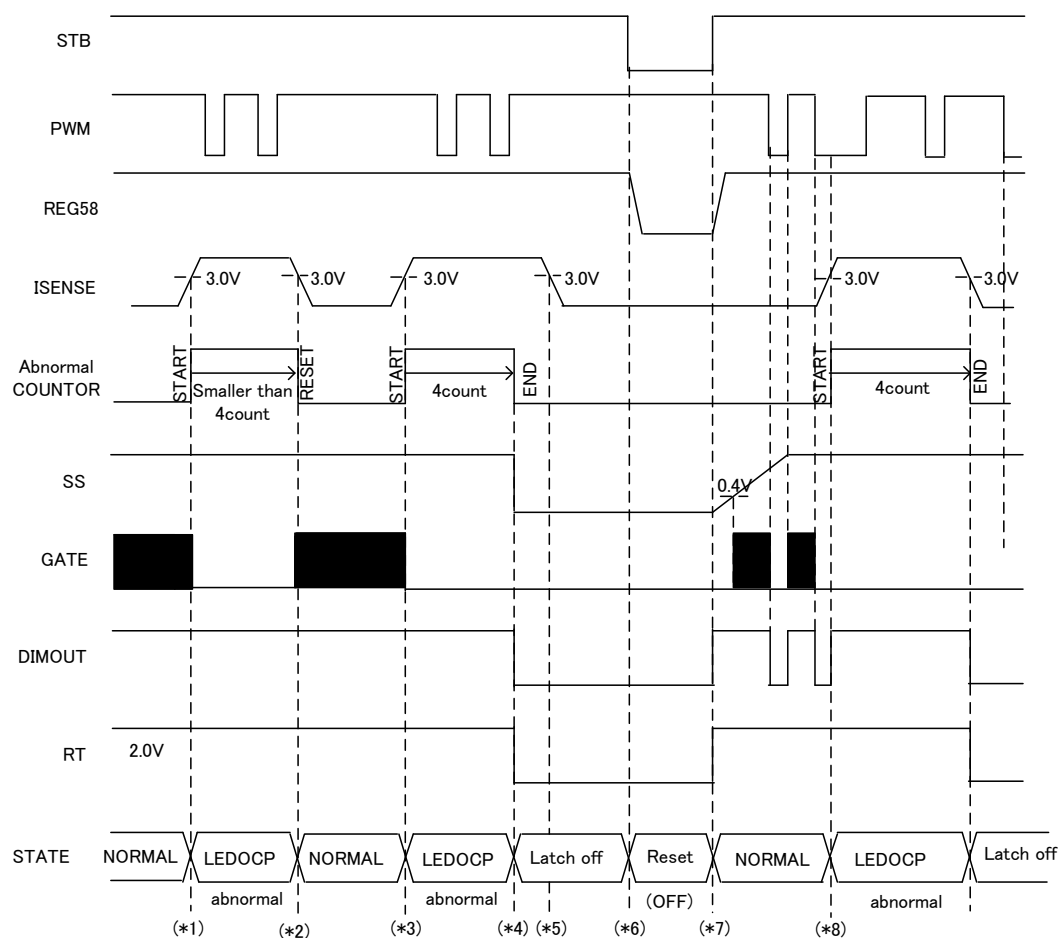 STB
PWM
REG58
ISENSE
3.0V
3.0V
3.0V
3.0V
3.0V
3.0V
Abnormal
COUNTOR
START
Smaller than
4count
RESET
START
4count
END
START
4count
END
SS
0.4V
GATE
DIMOUT
RT
2.0V
STATE
NORMAL
LEDOCP
NORMAL
LEDOCP
Latch off
Reset
NORMAL
LEDOCP
Latch off
abnormal
abnormal
(OFF)
abnormal
(*1)
(*2)
(*3)
(*4)
(*5)
(*6)
(*7)
(*8)